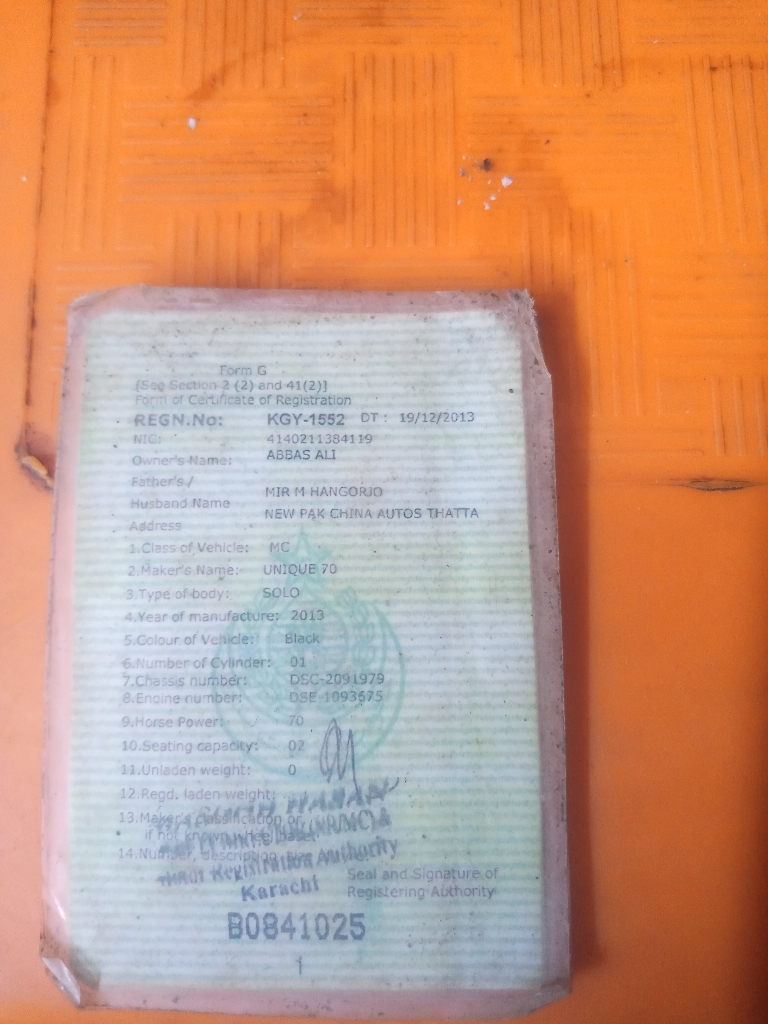 Form G
[See Section 2 (2) and 41(2)]
Form of Certificate of Registration
REGN.No: KGY-1552 DT : 19/12/2013
NIC: 4140211384119
Owner's Name: ABBAS ALI
Father's /
Husband Name MIR M HANGORJO
Address NEW PAK CHINA AUTOS THATTA
1.Class of Vehicle: MC
2.Maker's Name: UNIQUE 70
3.Type of body: SOLO
4.Year of manufacture: 2013
5.Colour of Vehicle: Black
6.Number of Cylinder: 01
7.Chassis number: DSC-2091979
8.Engine number: DSE-1093675
9.Horse Power: 70
10.Seating capacity: 02
11.Unladen weight: 0
12.Regd. laden weight:
13.Maker's classification or
if not known
14.Number, description
Registration Authority
Karachi
Seal and Signature of
Registering Authority
B0841025
1